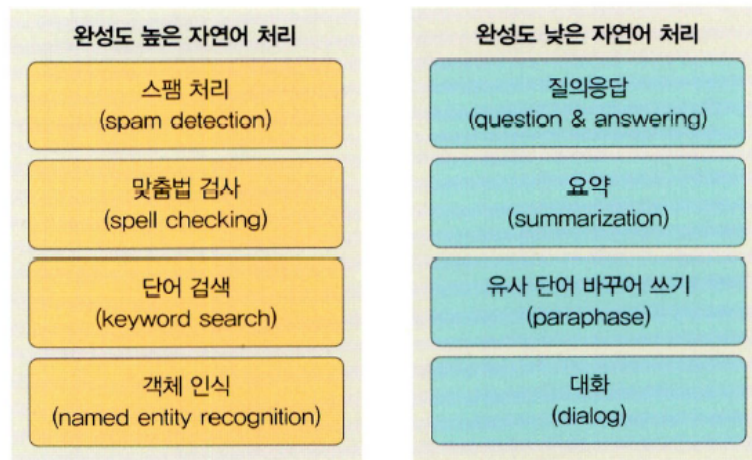 완성도 높은 자연어 처리
스팸 처리
(spam detection)
맞춤법 검사
(spell checking)
단어 검색
(keyword search)
객체 인식
(named entity recognition)
완성도 낮은 자연어 처리
질의응답
(question & answering)
요약
(summarization)
유사 단어 바꾸어 쓰기
(paraphase)
대화
(dialog)